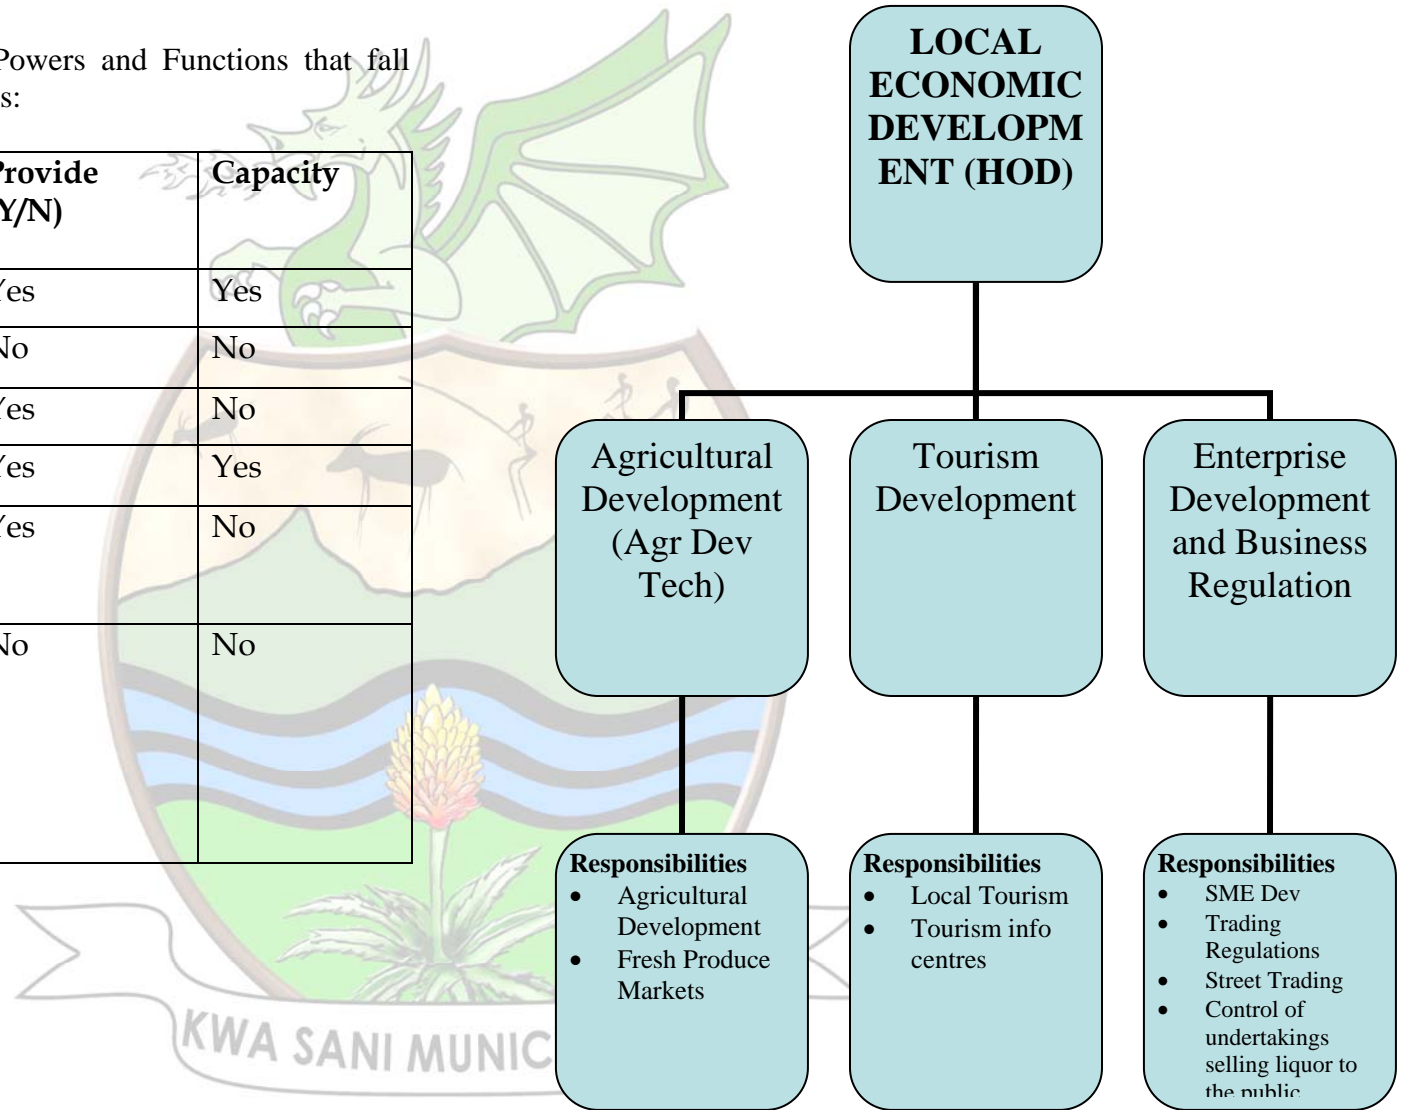 Powers and Functions that fall
s:
Provide
Y/N)
Capacity
Yes
Yes
No
No
Yes
No
Yes
Yes
Yes
No
No
No
LOCAL
ECONOMIC
DEVELOPM
ENT (HOD)
Agricultural
Development
(Agr Dev
Tech)
Tourism
Development
Enterprise
Development
and Business
Regulation
Responsibilities
• Agricultural
Development
• Fresh Produce
Markets
Responsibilities
• Local Tourism
• Tourism info
centres
Responsibilities
• SME Dev
• Trading
Regulations
• Street Trading
• Control of
undertakings
selling liquor to
the public
KWA SANI MUNIC